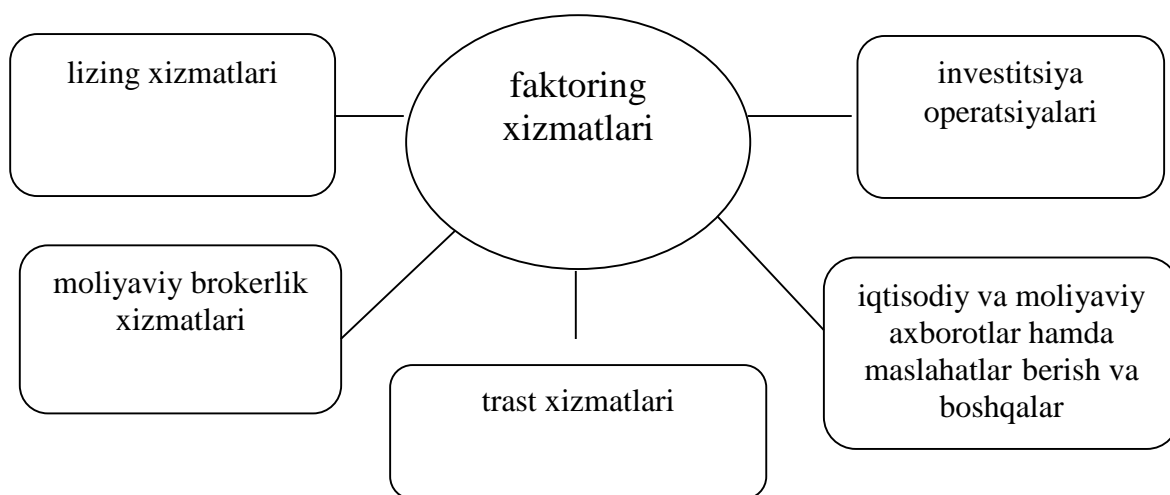 lizing xizmatlari
faktoring
xizmatlari
investitsiya
operatsiyalari
moliyaviy brokerlik
xizmatlari
trast xizmatlari
iqtisodiy va moliyaviy
axborotlar hamda
maslahatlar berish va
boshqalar